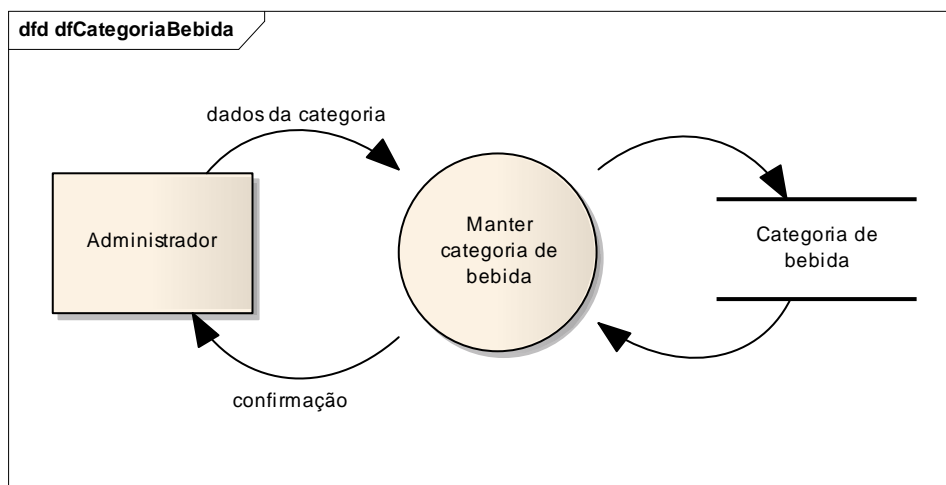 dfd dfCategoriaBebida
dados da categoria
Administrador
Manter
categoria de
bebida
Categoria de
bebida
confirmação